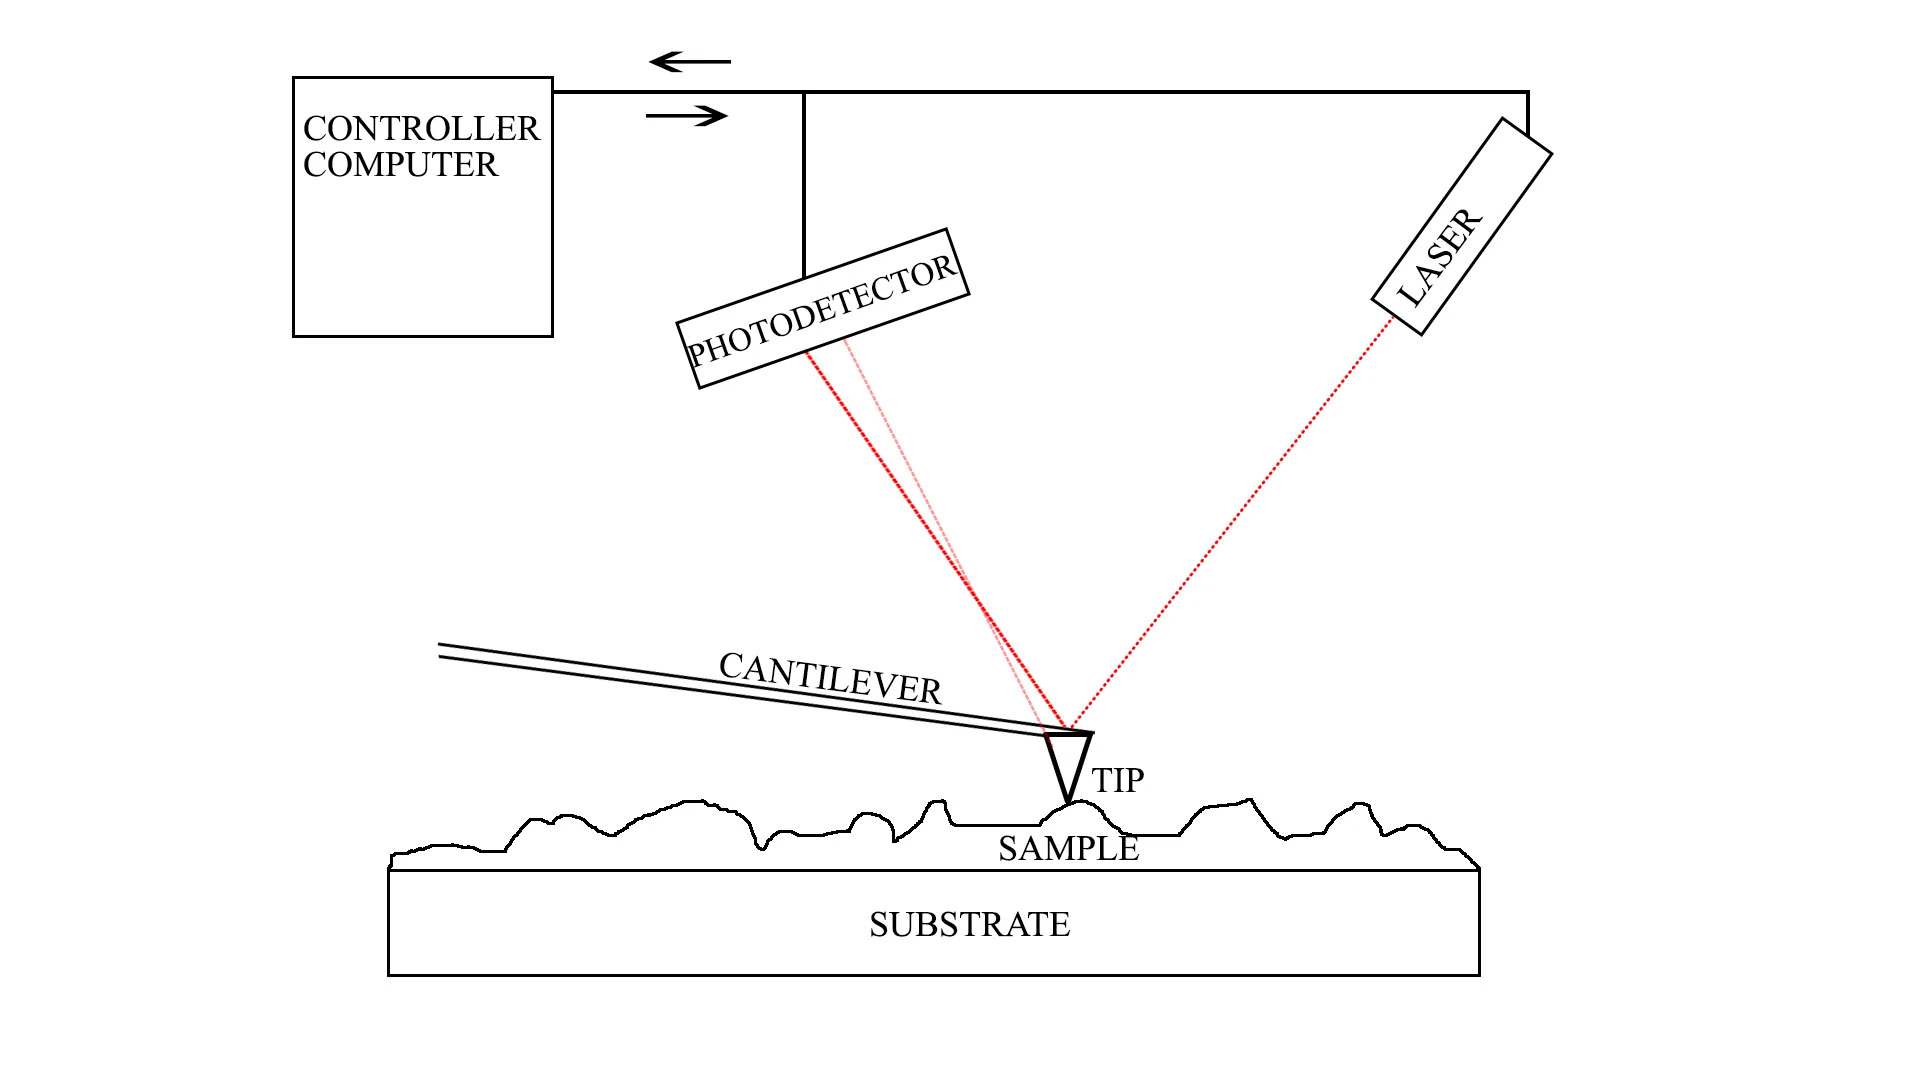 CONTROLLER
COMPUTER
PHOTODETECTOR
LASER
CANTILEVER
TIP
SAMPLE
SUBSTRATE